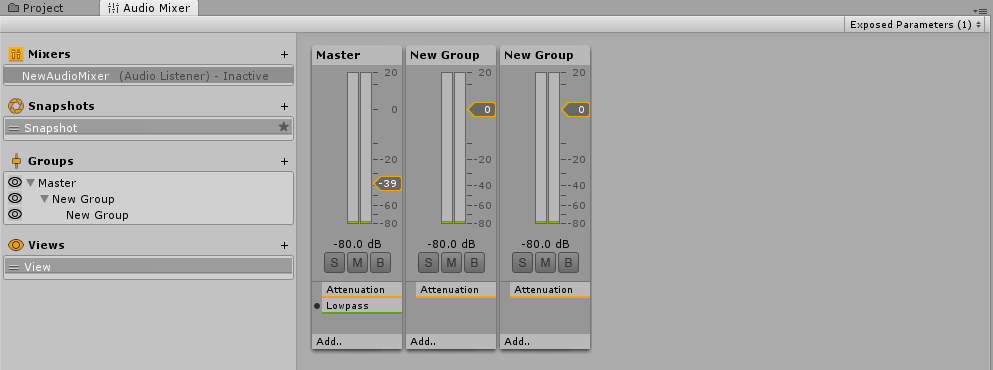 Project
Audio Mixer
Exposed Parameters (1)
Mixers +
NewAudioMixer (Audio Listener) - Inactive
Snapshots +
Snapshot
Groups +
Master
New Group
New Group
Views +
View
Master
20
0
-20
-39
-40
-60
-80
-80.0 dB
S M B
Attenuation
Lowpass
Add..
New Group
20
0
0
-20
-40
-60
-80
-80.0 dB
S M B
Attenuation
Add..
New Group
20
0
0
-20
-40
-60
-80
-80.0 dB
S M B
Attenuation
Add..